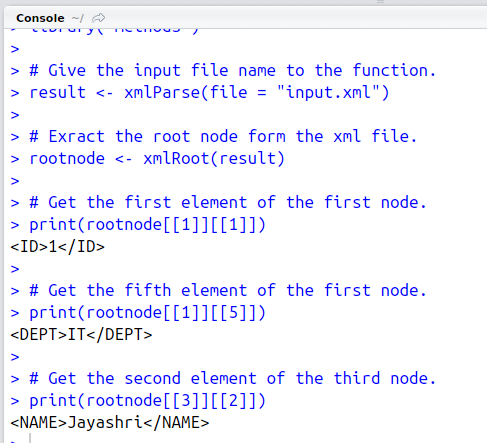 Console ~/
>
> # Give the input file name to the function.
> result <- xmlParse(file = "input.xml")
>
> # Exract the root node form the xml file.
> rootnode <- xmlRoot(result)
>
> # Get the first element of the first node.
> print(rootnode[[1]][[1]])
<ID>1</ID>
>
> # Get the fifth element of the first node.
> print(rootnode[[1]][[5]])
<DEPT>IT</DEPT>
>
> # Get the second element of the third node.
> print(rootnode[[3]][[2]])
<NAME>Jayashri</NAME>
>